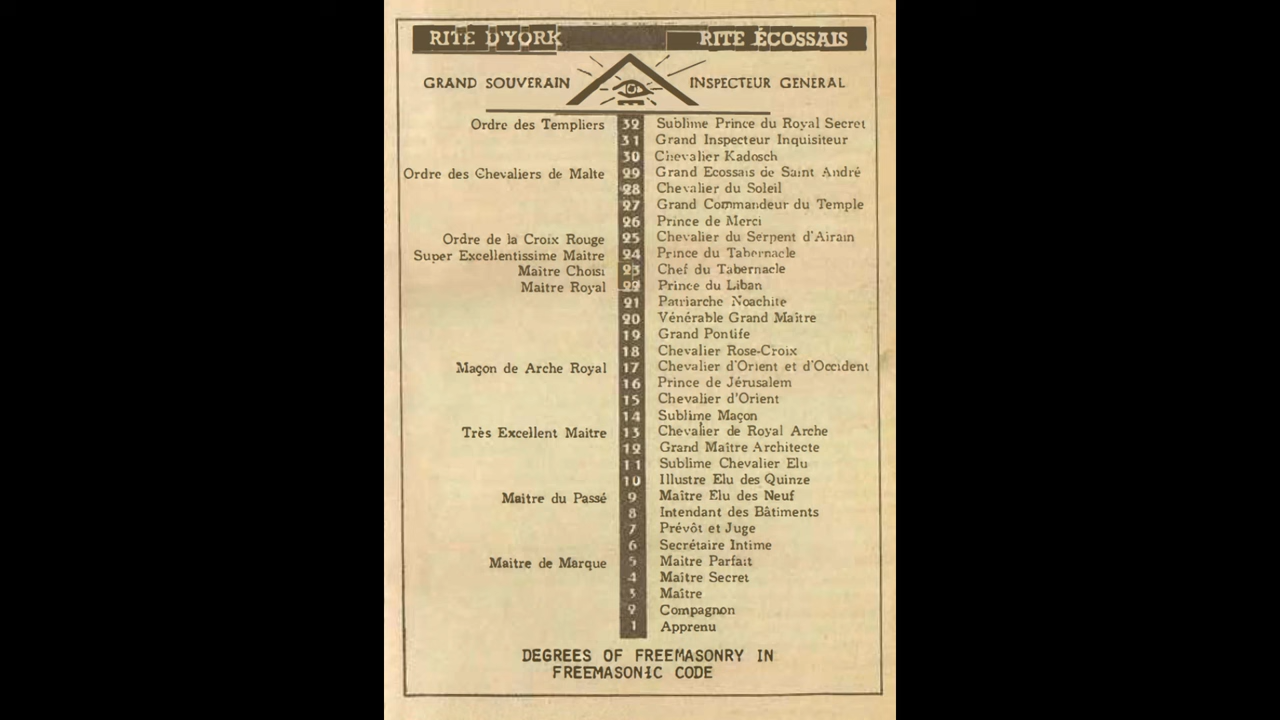 RITE D'YORK RITE ÉCOSSAIS
GRAND SOUVERAIN INSPECTEUR GENERAL
Ordre des Templiers 32 Sublime Prince du Royal Secret
31 Grand Inspecteur Inquisiteur
30 Chevalier Kadosch
Ordre des Chevaliers de Malte 29 Grand Ecossais de Saint André
28 Chevalier du Soleil
27 Grand Commandeur du Temple
26 Prince de Merci
Ordre de la Croix Rouge 25 Chevalier du Serpent d'Airain
Super Excellentissime Maitre 24 Prince du Tabernacle
Maitre Choisi 23 Chef du Tabernacle
Maitre Royal 22 Prince du Liban
21 Patriarche Noachite
20 Vénérable Grand Maître
19 Grand Pontife
18 Chevalier Rose-Croix
Maçon de Arche Royal 17 Chevalier d'Orient et d'Occident
16 Prince de Jérusalem
15 Chevalier d'Orient
14 Sublime Maçon
Très Excellent Maitre 13 Chevalier de Royal Arche
12 Grand Maître Architecte
11 Sublime Chevalier Elu
10 Illustre Elu des Quinze
Maitre du Passé 9 Maître Elu des Neuf
8 Intendant des Bâtiments
7 Prévôt et Juge
6 Secrétaire Intime
Maitre de Marque 5 Maitre Parfait
4 Maître Secret
3 Maître
2 Compagnon
1 Apprenu
DEGREES OF FREEMASONRY IN
FREEMASONIC CODE